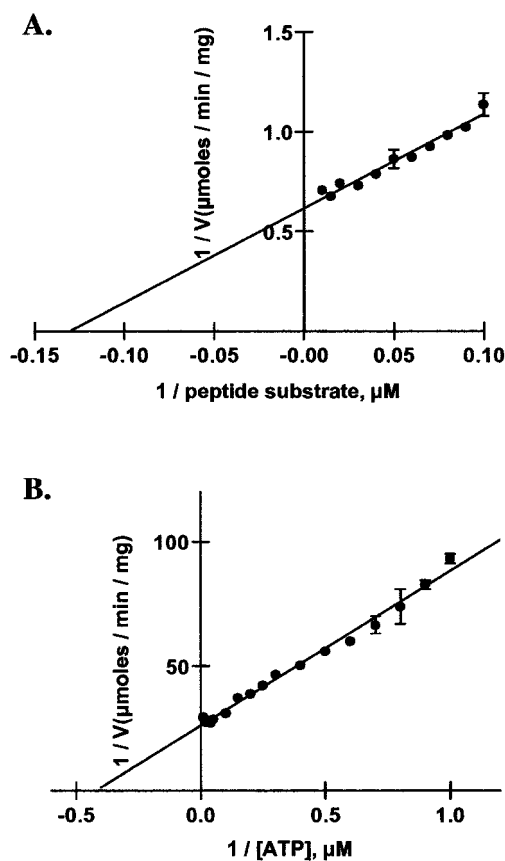 A.
1 / V(µmoles / min / mg)
1.5
1.0
0.5
-0.15 -0.10 -0.05 -0.00 0.05 0.10
1 / peptide substrate, µM
B.
1 / V(µmoles / min / mg)
100
50
-0.5 0.0 0.5 1.0
1 / [ATP], µM